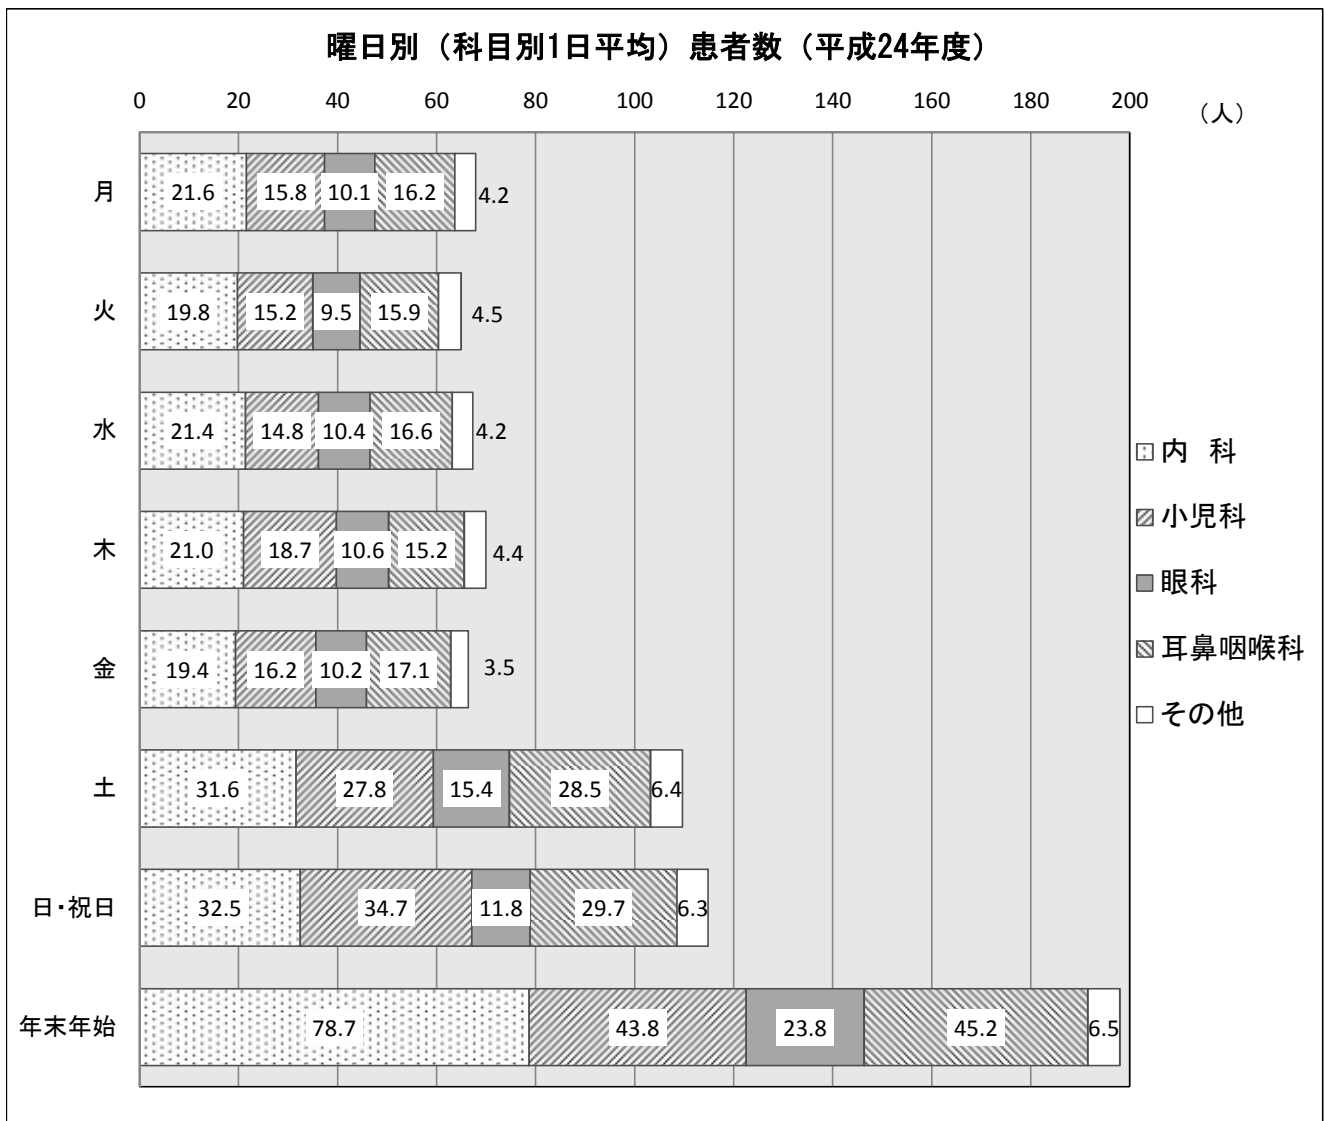 曜日別（科目別1日平均）患者数（平成24年度）
0 20 40 60 80 100 120 140 160 180 200
（人）
月 21.6 15.8 10.1 16.2 4.2
火 19.8 15.2 9.5 15.9 4.5
水 21.4 14.8 10.4 16.6 4.2
木 21.0 18.7 10.6 15.2 4.4
金 19.4 16.2 10.2 17.1 3.5
土 31.6 27.8 15.4 28.5 6.4
日・祝日 32.5 34.7 11.8 29.7 6.3
年末年始 78.7 43.8 23.8 45.2 6.5
内　科
小児科
眼科
耳鼻咽喉科
その他